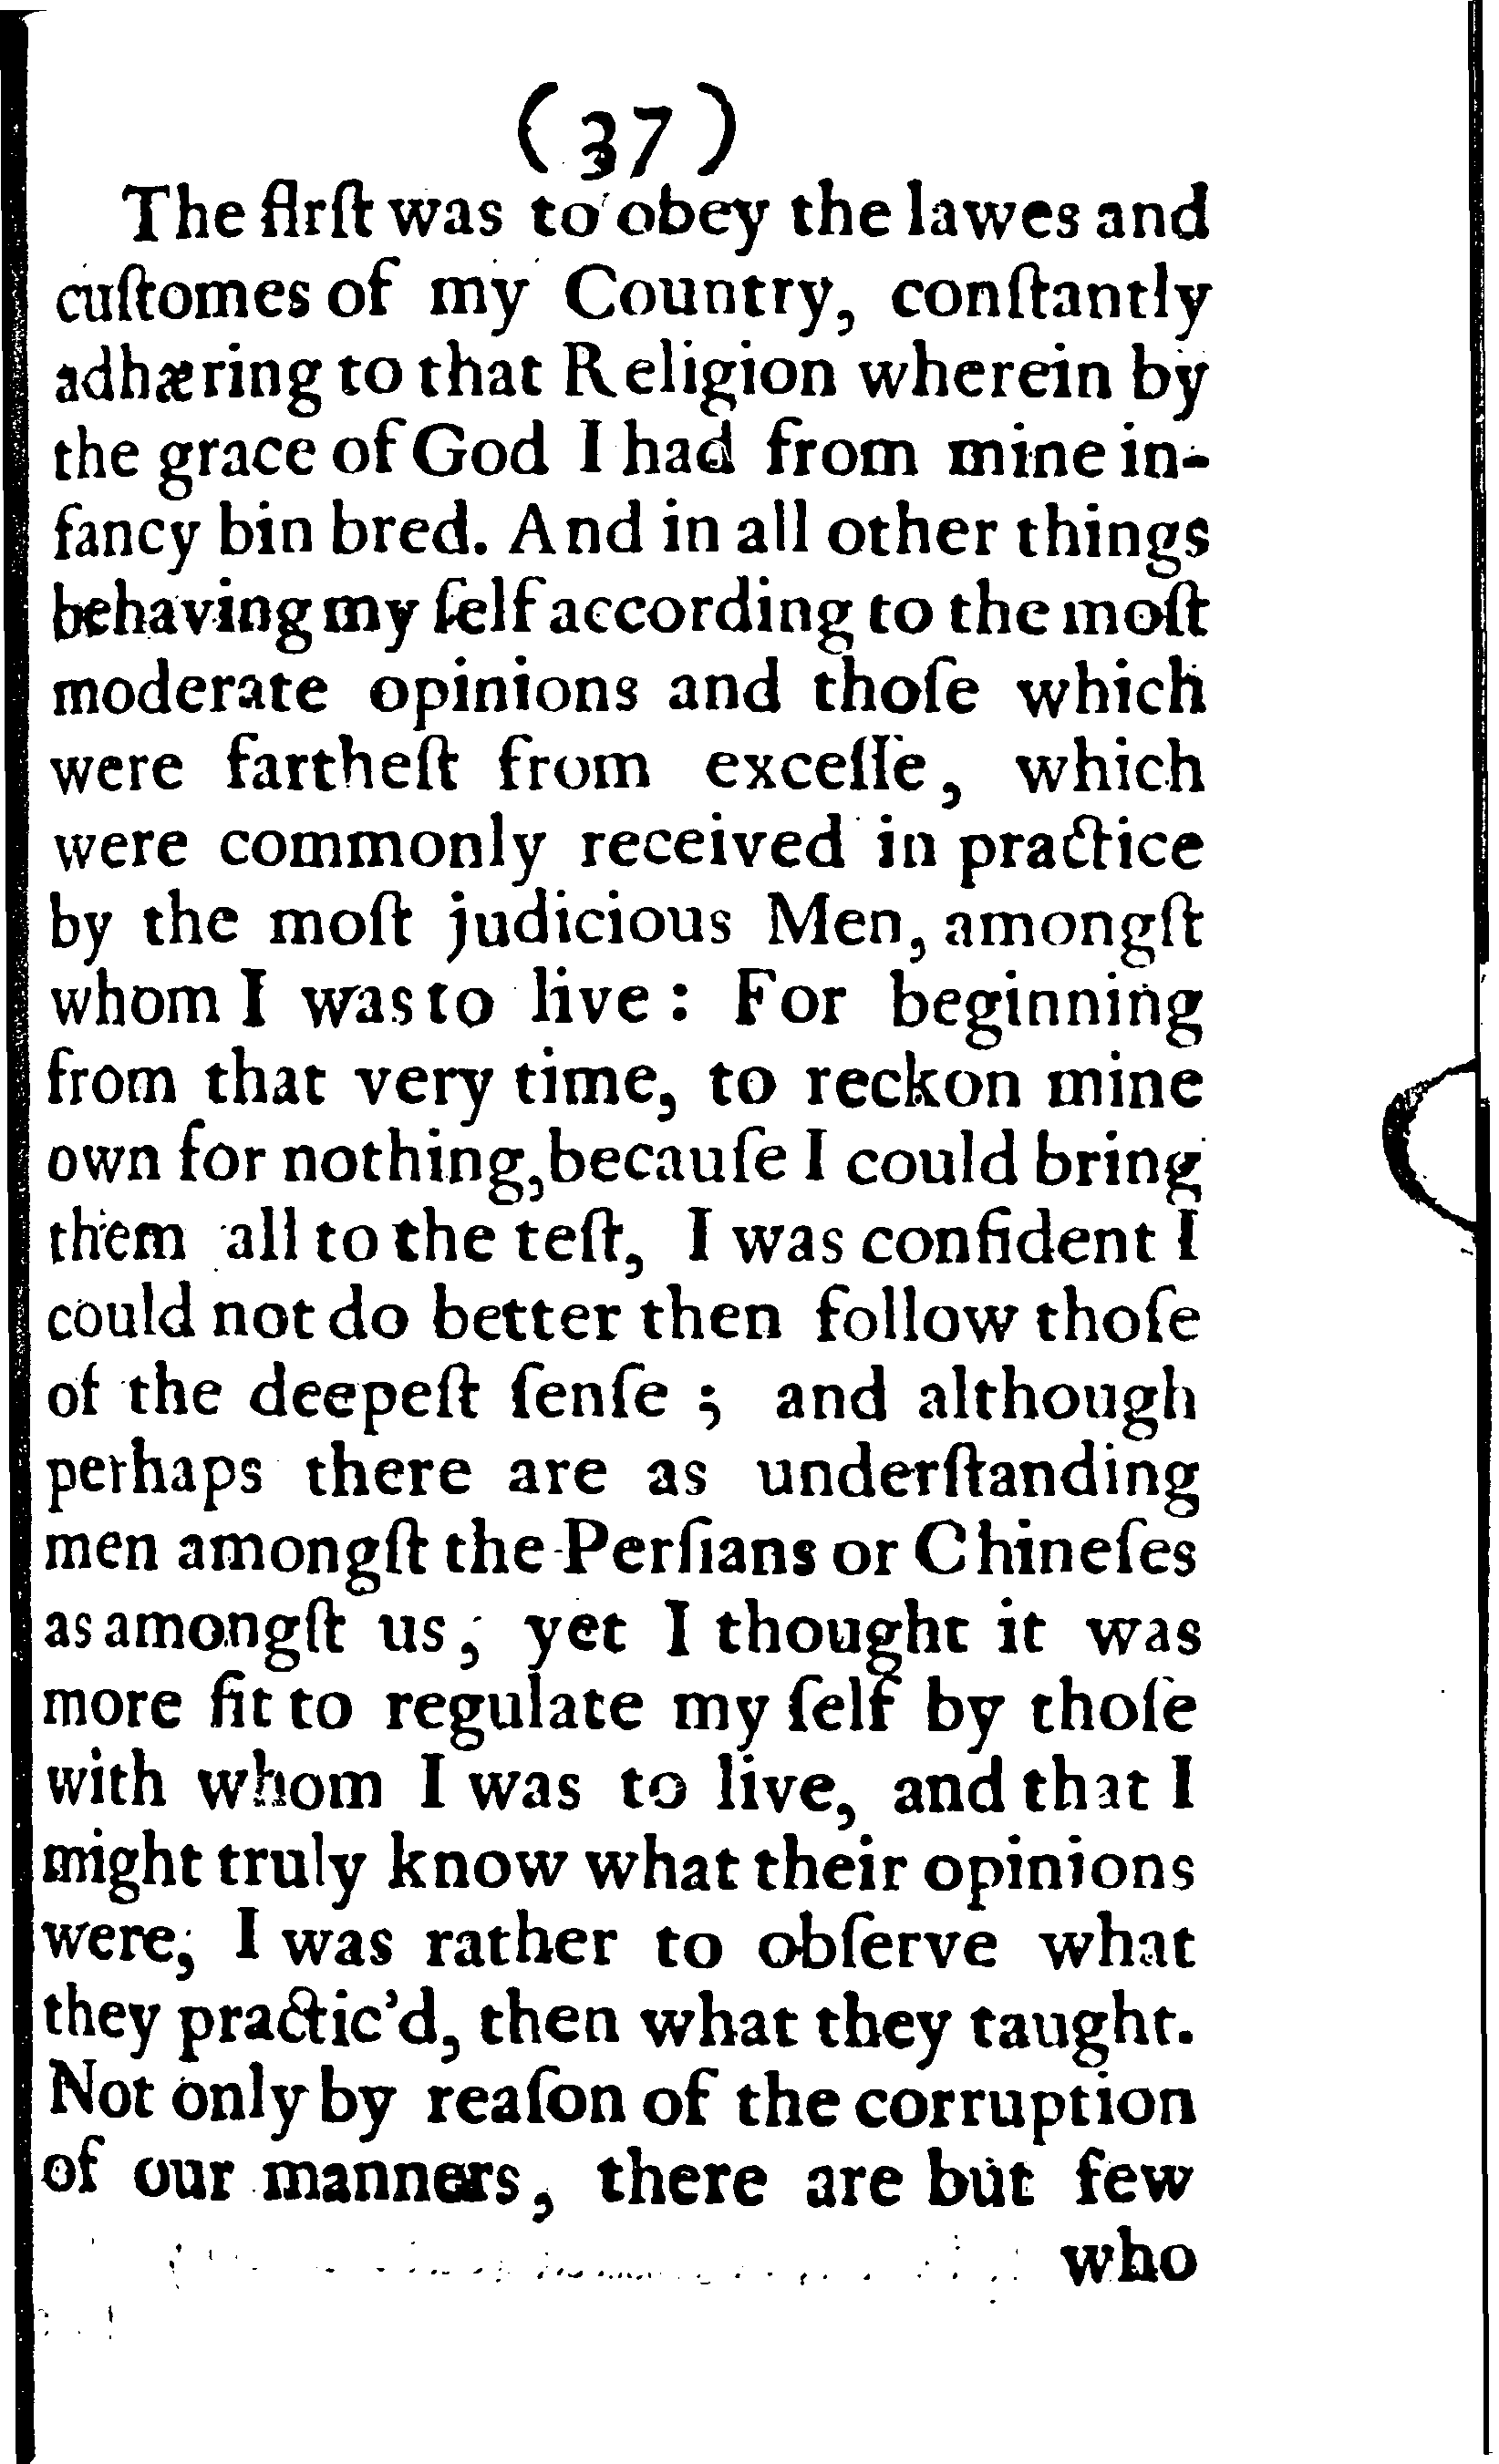 (37)
The firſt was to obey the lawes and
cuſtomes of my Country, conſtantly
adhæring to that Religion wherein by
the grace of God I had from mine in-
fancy bin bred. And in all other things
behaving my ſelf according to the moſt
moderate opinions and thoſe which
were fartheſt from exceſſe, which
were commonly received in practice
by the moſt judicious Men, amongſt
whom I was to live: For beginning
from that very time, to reckon mine
own for nothing, becauſe I could bring
them all to the teſt, I was confident I
could not do better then follow thoſe
of the deepeſt ſenſe; and although
perhaps there are as underſtanding
men amongſt the Perſians or Chineſes
as amongſt us, yet I thought it was
more fit to regulate my ſelf by thoſe
with whom I was to live, and that I
might truly know what their opinions
were, I was rather to obſerve what
they practic'd, then what they taught.
Not only by reaſon of the corruption
of our manners, there are but few
who